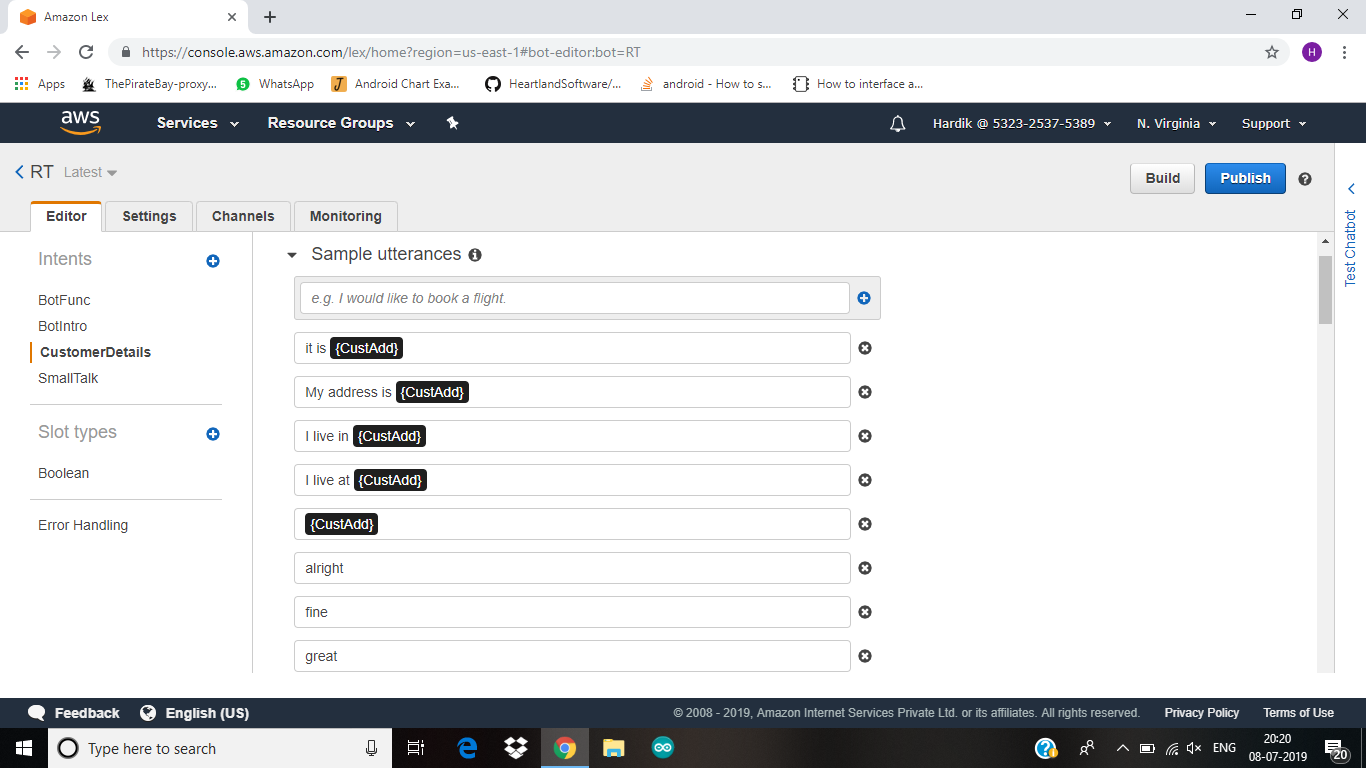 Amazon Lex
https://console.aws.amazon.com/lex/home?region=us-east-1#bot-editor:bot=RT
H
Apps ThePirateBay-proxy... WhatsApp Android Chart Exa... HeartlandSoftware/... android - How to s... How to interface a...
aws Services Resource Groups Hardik @ 5323-2537-5389 N. Virginia Support
RT Latest
Build Publish
Editor Settings Channels Monitoring
Test Chatbot
Intents
BotFunc
BotIntro
CustomerDetails
SmallTalk
Slot types
Boolean
Error Handling
Sample utterances
e.g. I would like to book a flight.
it is {CustAdd}
My address is {CustAdd}
I live in {CustAdd}
I live at {CustAdd}
{CustAdd}
alright
fine
great
Feedback English (US) © 2008 - 2019, Amazon Internet Services Private Ltd. or its affiliates. All rights reserved. Privacy Policy Terms of Use
Type here to search
ENG
20:20
08-07-2019
20